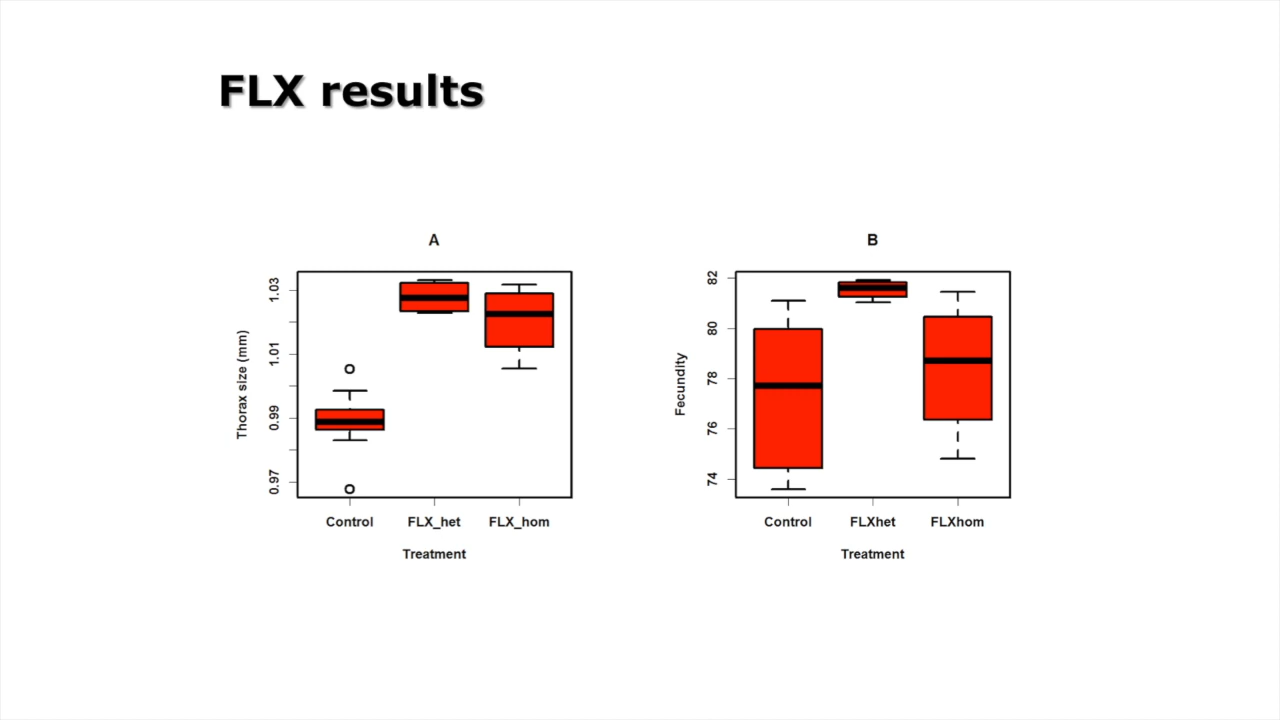 FLX results
A
Thorax size (mm)
1.03
1.01
0.99
0.97
Control FLX_het FLX_hom
Treatment
B
Fecundity
82
80
78
76
74
Control FLXhet FLXhom
Treatment